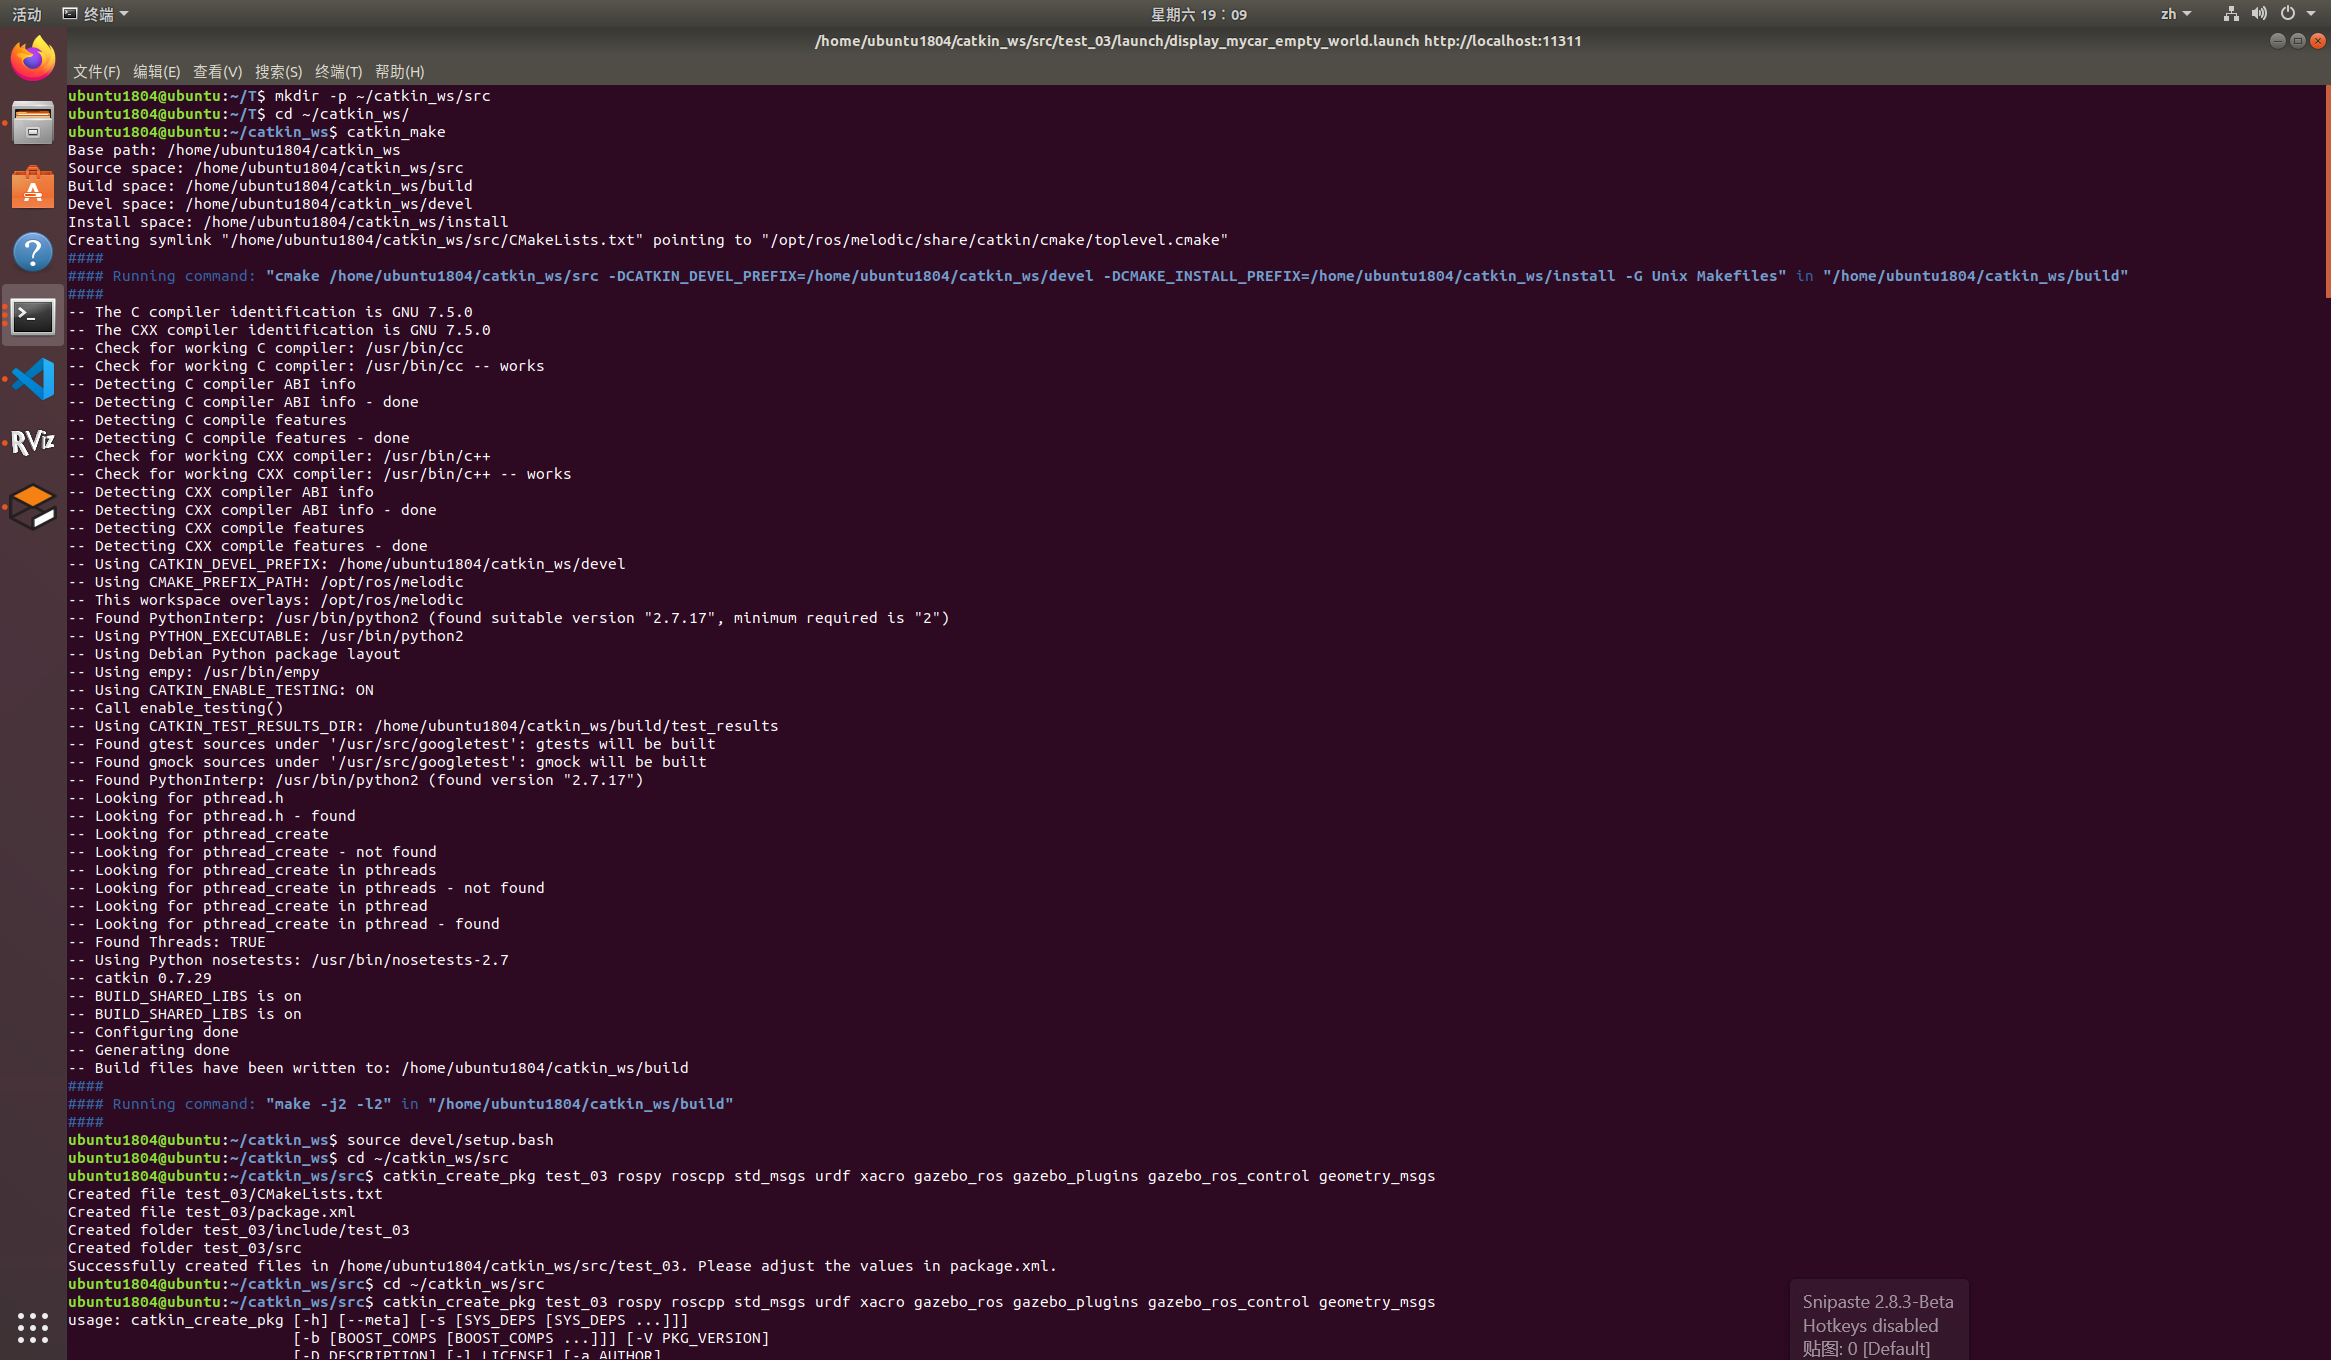 活动 终端 星期六 19：09 zh
/home/ubuntu1804/catkin_ws/src/test_03/launch/display_mycar_empty_world.launch http://localhost:11311
文件(F) 编辑(E) 查看(V) 搜索(S) 终端(T) 帮助(H)
ubuntu1804@ubuntu:~/T$ mkdir -p ~/catkin_ws/src
ubuntu1804@ubuntu:~/T$ cd ~/catkin_ws/
ubuntu1804@ubuntu:~/catkin_ws$ catkin_make
Base path: /home/ubuntu1804/catkin_ws
Source space: /home/ubuntu1804/catkin_ws/src
Build space: /home/ubuntu1804/catkin_ws/build
Devel space: /home/ubuntu1804/catkin_ws/devel
Install space: /home/ubuntu1804/catkin_ws/install
Creating symlink "/home/ubuntu1804/catkin_ws/src/CMakeLists.txt" pointing to "/opt/ros/melodic/share/catkin/cmake/toplevel.cmake"
####
#### Running command: "cmake /home/ubuntu1804/catkin_ws/src -DCATKIN_DEVEL_PREFIX=/home/ubuntu1804/catkin_ws/devel -DCMAKE_INSTALL_PREFIX=/home/ubuntu1804/catkin_ws/install -G Unix Makefiles" in "/home/ubuntu1804/catkin_ws/build"
####
-- The C compiler identification is GNU 7.5.0
-- The CXX compiler identification is GNU 7.5.0
-- Check for working C compiler: /usr/bin/cc
-- Check for working C compiler: /usr/bin/cc -- works
-- Detecting C compiler ABI info
-- Detecting C compiler ABI info - done
-- Detecting C compile features
-- Detecting C compile features - done
-- Check for working CXX compiler: /usr/bin/c++
-- Check for working CXX compiler: /usr/bin/c++ -- works
-- Detecting CXX compiler ABI info
-- Detecting CXX compiler ABI info - done
-- Detecting CXX compile features
-- Detecting CXX compile features - done
-- Using CATKIN_DEVEL_PREFIX: /home/ubuntu1804/catkin_ws/devel
-- Using CMAKE_PREFIX_PATH: /opt/ros/melodic
-- This workspace overlays: /opt/ros/melodic
-- Found PythonInterp: /usr/bin/python2 (found suitable version "2.7.17", minimum required is "2")
-- Using PYTHON_EXECUTABLE: /usr/bin/python2
-- Using Debian Python package layout
-- Using empy: /usr/bin/empy
-- Using CATKIN_ENABLE_TESTING: ON
-- Call enable_testing()
-- Using CATKIN_TEST_RESULTS_DIR: /home/ubuntu1804/catkin_ws/build/test_results
-- Found gtest sources under '/usr/src/googletest': gtests will be built
-- Found gmock sources under '/usr/src/googletest': gmock will be built
-- Found PythonInterp: /usr/bin/python2 (found version "2.7.17")
-- Looking for pthread.h
-- Looking for pthread.h - found
-- Looking for pthread_create
-- Looking for pthread_create - not found
-- Looking for pthread_create in pthreads
-- Looking for pthread_create in pthreads - not found
-- Looking for pthread_create in pthread
-- Looking for pthread_create in pthread - found
-- Found Threads: TRUE
-- Using Python nosetests: /usr/bin/nosetests-2.7
-- catkin 0.7.29
-- BUILD_SHARED_LIBS is on
-- BUILD_SHARED_LIBS is on
-- Configuring done
-- Generating done
-- Build files have been written to: /home/ubuntu1804/catkin_ws/build
####
#### Running command: "make -j2 -l2" in "/home/ubuntu1804/catkin_ws/build"
####
ubuntu1804@ubuntu:~/catkin_ws$ source devel/setup.bash
ubuntu1804@ubuntu:~/catkin_ws$ cd ~/catkin_ws/src
ubuntu1804@ubuntu:~/catkin_ws/src$ catkin_create_pkg test_03 rospy roscpp std_msgs urdf xacro gazebo_ros gazebo_plugins gazebo_ros_control geometry_msgs
Created file test_03/CMakeLists.txt
Created file test_03/package.xml
Created folder test_03/include/test_03
Created folder test_03/src
Successfully created files in /home/ubuntu1804/catkin_ws/src/test_03. Please adjust the values in package.xml.
ubuntu1804@ubuntu:~/catkin_ws/src$ cd ~/catkin_ws/src
ubuntu1804@ubuntu:~/catkin_ws/src$ catkin_create_pkg test_03 rospy roscpp std_msgs urdf xacro gazebo_ros gazebo_plugins gazebo_ros_control geometry_msgs
usage: catkin_create_pkg [-h] [--meta] [-s [SYS_DEPS [SYS_DEPS ...]]]
[-b [BOOST_COMPS [BOOST_COMPS ...]]] [-V PKG_VERSION]
[-D DESCRIPTION] [-l LICENSE] [-a AUTHOR]
RViz
Snipaste 2.8.3-Beta
Hotkeys disabled
贴图: 0 [Default]